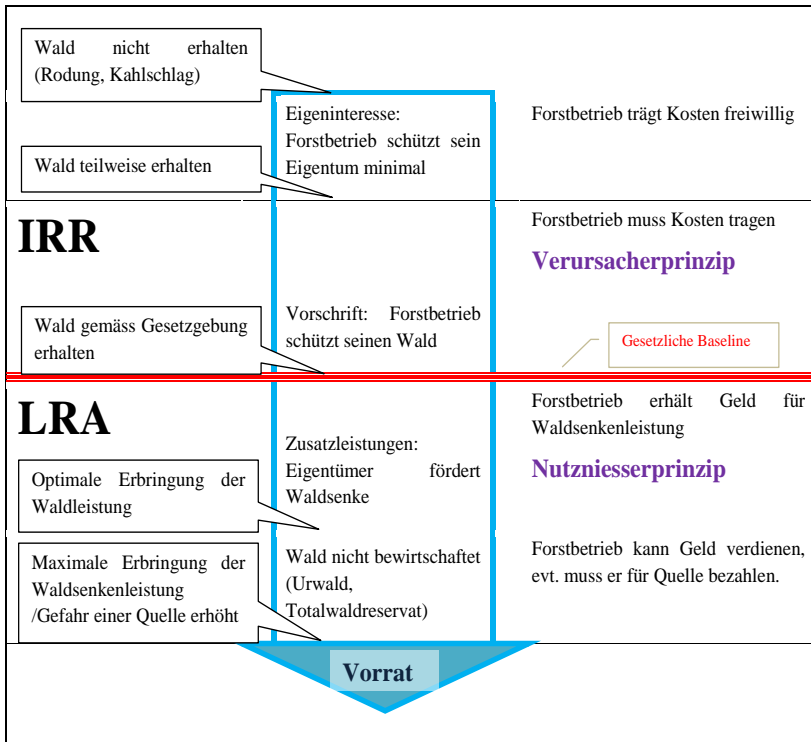 Wald nicht erhalten
(Rodung, Kahlschlag)
Eigeninteresse:
Forstbetrieb schützt sein
Eigentum minimal
Forstbetrieb trägt Kosten freiwillig
Wald teilweise erhalten
IRR
Forstbetrieb muss Kosten tragen
Verursacherprinzip
Wald gemäss Gesetzgebung
erhalten
Vorschrift: Forstbetrieb
schützt seinen Wald
Gesetzliche Baseline
LRA
Forstbetrieb erhält Geld für
Waldsenkenleistung
Nutzniesserprinzip
Zusatzleistungen:
Eigentümer fördert
Waldsenke
Optimale Erbringung der
Waldleistung
Maximale Erbringung der
Waldsenkenleistung
/Gefahr einer Quelle erhöht
Wald nicht bewirtschaftet
(Urwald,
Totalwaldreservat)
Forstbetrieb kann Geld verdienen,
evt. muss er für Quelle bezahlen.
Vorrat